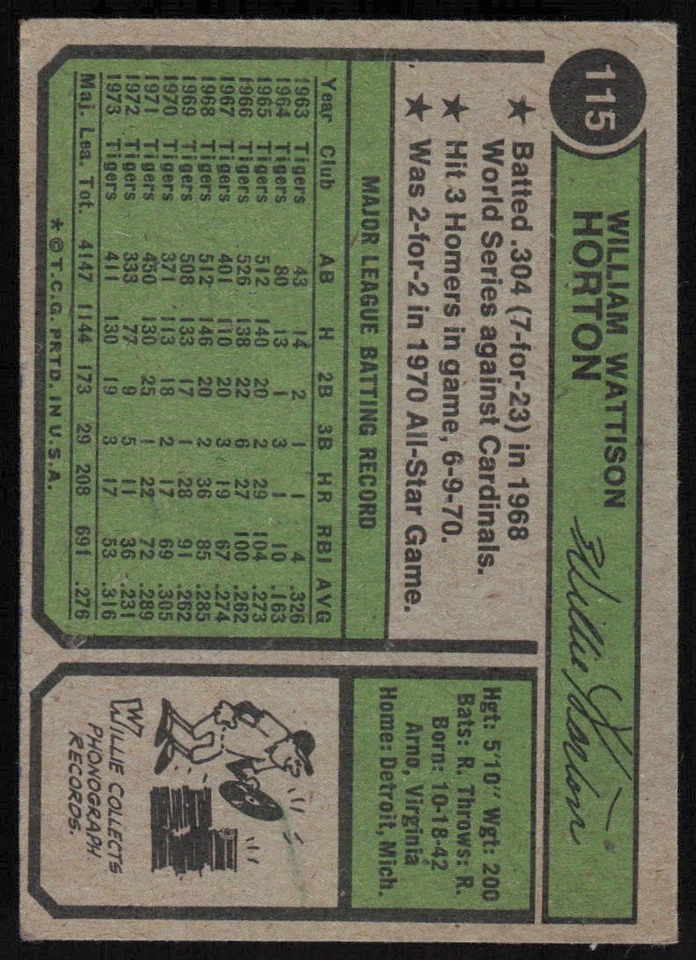 115
WILLIAM WATTISON
HORTON
Willie Horton
★ Batted .304 (7-for-23) in 1968
World Series against Cardinals.
★ Hit 3 Homers in game, 6-9-70.
★ Was 2-for-2 in 1970 All-Star Game.
MAJOR LEAGUE BATTING RECORD
Year Club AB H 2B 3B HR RBI AVG
1963 Tigers 43 14 2 1 1 4 .326
1964 Tigers 80 13 1 3 1 10 .163
1965 Tigers 512 140 20 2 29 104 .273
1966 Tigers 526 138 22 6 27 100 .262
1967 Tigers 401 110 20 3 19 67 .274
1968 Tigers 512 146 20 2 36 85 .285
1969 Tigers 508 133 17 1 28 91 .262
1970 Tigers 371 113 18 2 17 69 .305
1971 Tigers 450 130 25 1 22 72 .289
1972 Tigers 333 77 9 5 11 36 .231
1973 Tigers 411 130 19 3 17 53 .316
Maj. Lea. Tot. 4147 1144 173 29 208 691 .276
* © T.C.G. PRTD. IN U.S.A.
Hgt: 5'10" Wgt: 200
Bats: R. Throws: R.
Born: 10-18-42
Arno, Virginia
Home: Detroit, Mich.
WILLIE COLLECTS
PHONOGRAPH
RECORDS.